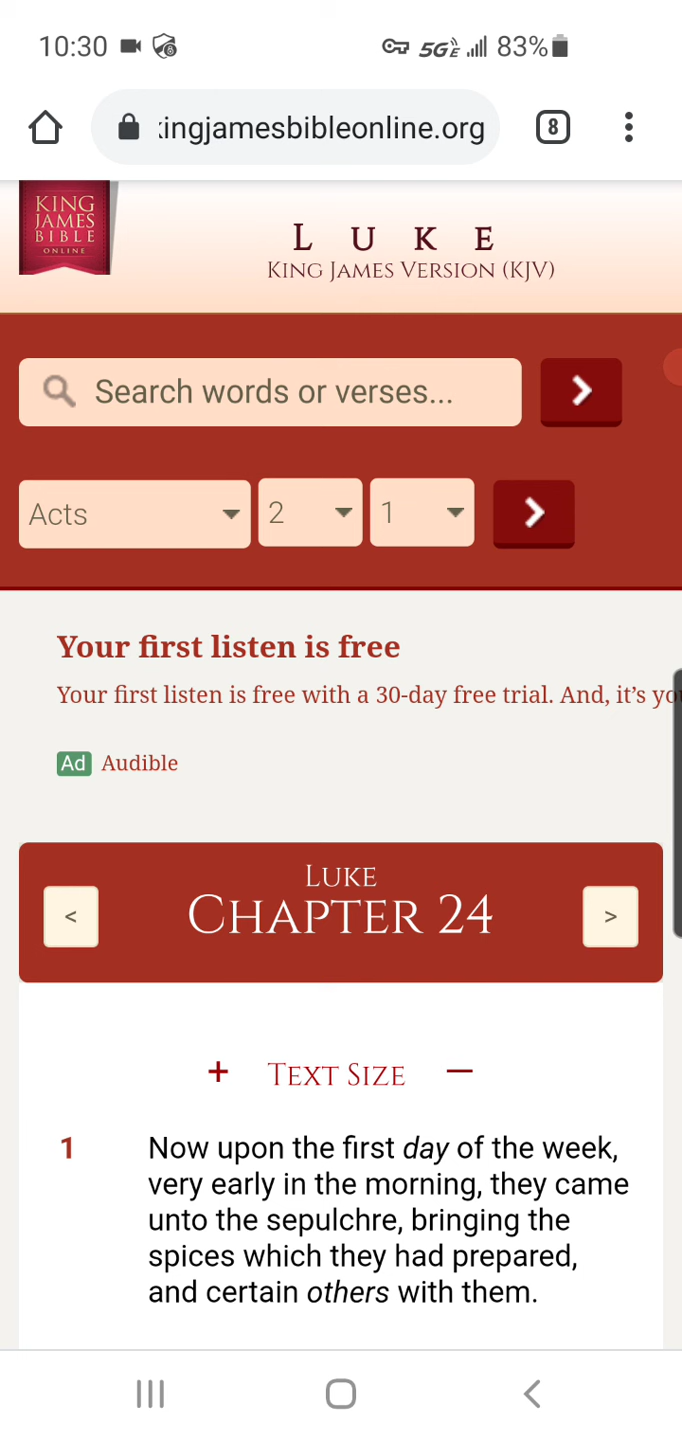 10:30 5GE 83%
kingjamesbibleonline.org 8
KING
JAMES
BIBLE
ONLINE
LUKE
KING JAMES VERSION (KJV)
Search words or verses...
Acts 2 1
Your first listen is free
Your first listen is free with a 30-day free trial. And, it's yo
Ad Audible
LUKE
< CHAPTER 24 >
+ TEXT SIZE −
1 Now upon the first day of the week,
very early in the morning, they came
unto the sepulchre, bringing the
spices which they had prepared,
and certain others with them.